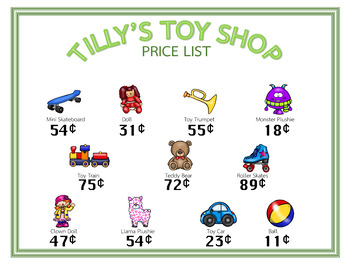 TILLY'S TOY SHOP
PRICE LIST
Mini Skateboard
54¢
Doll
31¢
Toy Trumpet
55¢
Monster Plushie
18¢
Toy Train
75¢
Teddy Bear
72¢
Roller Skates
89¢
Clown Doll
47¢
Llama Plushie
54¢
Toy Car
23¢
Ball
11¢